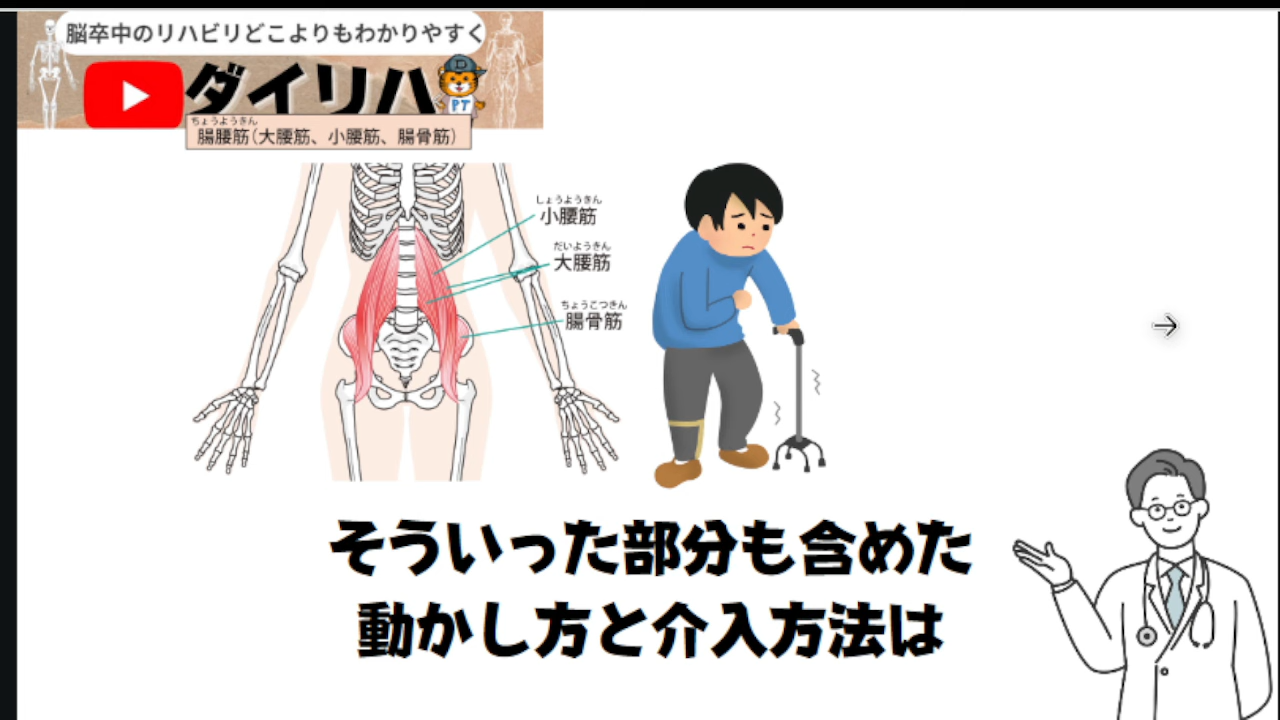 脳卒中のリハビリどこよりもわかりやすく
ダイリハ
D
PT
ちょうようきん
腸腰筋(大腰筋、小腰筋、腸骨筋)
しょうようきん
小腰筋
だいようきん
大腰筋
ちょうこつきん
腸骨筋
そういった部分も含めた
動かし方と介入方法は